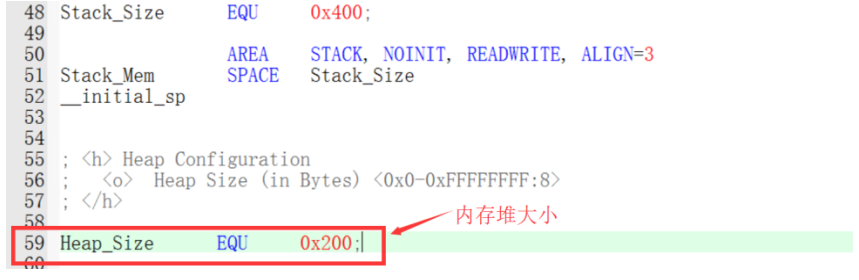 48 Stack_Size EQU 0x400;
49
50 AREA STACK, NOINIT, READWRITE, ALIGN=3
51 Stack_Mem SPACE Stack_Size
52 __initial_sp
53
54
55 ; <h> Heap Configuration
56 ; <o> Heap Size (in Bytes) <0x0-0xFFFFFFFF:8>
57 ; </h>
58
内存堆大小
59 Heap_Size EQU 0x200;
60